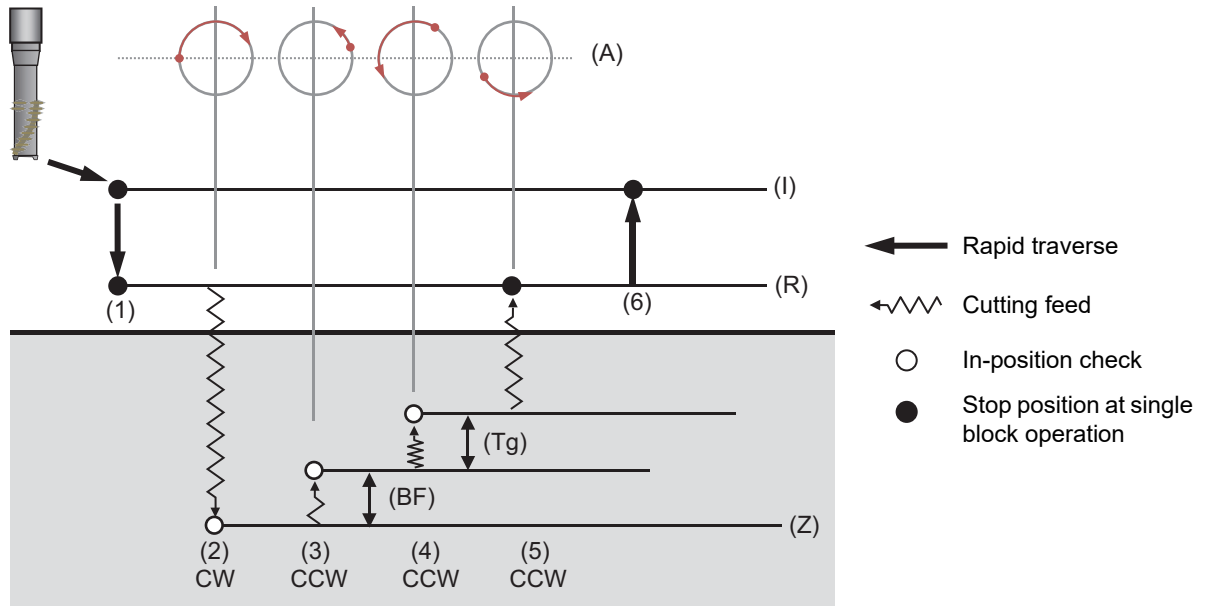 (A)
(I)
(R)
(1)
(6)
(Tg)
(BF)
(Z)
(2)
CW
(3)
CCW
(4)
CCW
(5)
CCW
Rapid traverse
Cutting feed
In-position check
Stop position at single
block operation